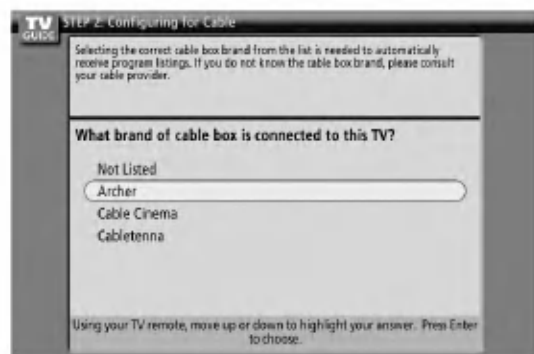 TV
GUIDE
STEP 2: Configuring for Cable
Selecting the correct cable box brand from the list is needed to automatically
receive program listings. If you do not know the cable box brand, please consult
your cable provider.
What brand of cable box is connected to this TV?
Not Listed
Archer
Cable Cinema
Cabletenna
Using your TV remote, move up or down to highlight your answer. Press Enter
to choose.